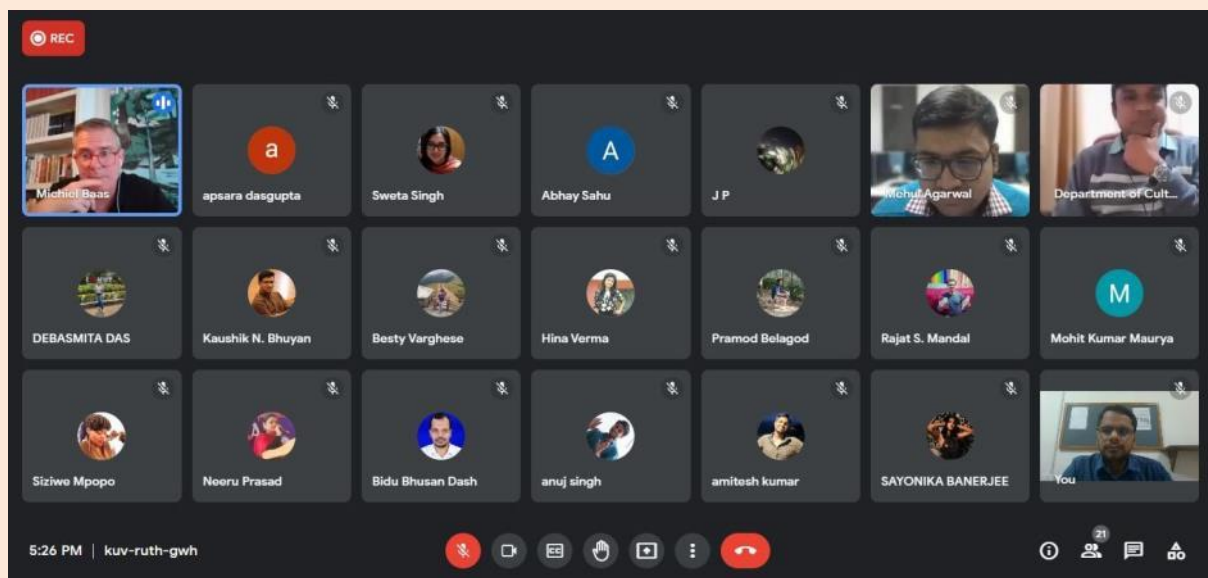 REC
Michiel Baas
a
apsara dasgupta
Sweta Singh
A
Abhay Sahu
J P
Mehul Agarwal
Department of Cult...
DEBASMITA DAS
Kaushik N. Bhuyan
Besty Varghese
Hina Verma
Pramod Belagod
Rajat S. Mandal
M
Mohit Kumar Maurya
Siziwe Mpopo
Neeru Prasad
Bidu Bhusan Dash
anuj singh
amitesh kumar
SAYONIKA BANERJEE
You
5:26 PM | kuv-ruth-gwh
CC
21